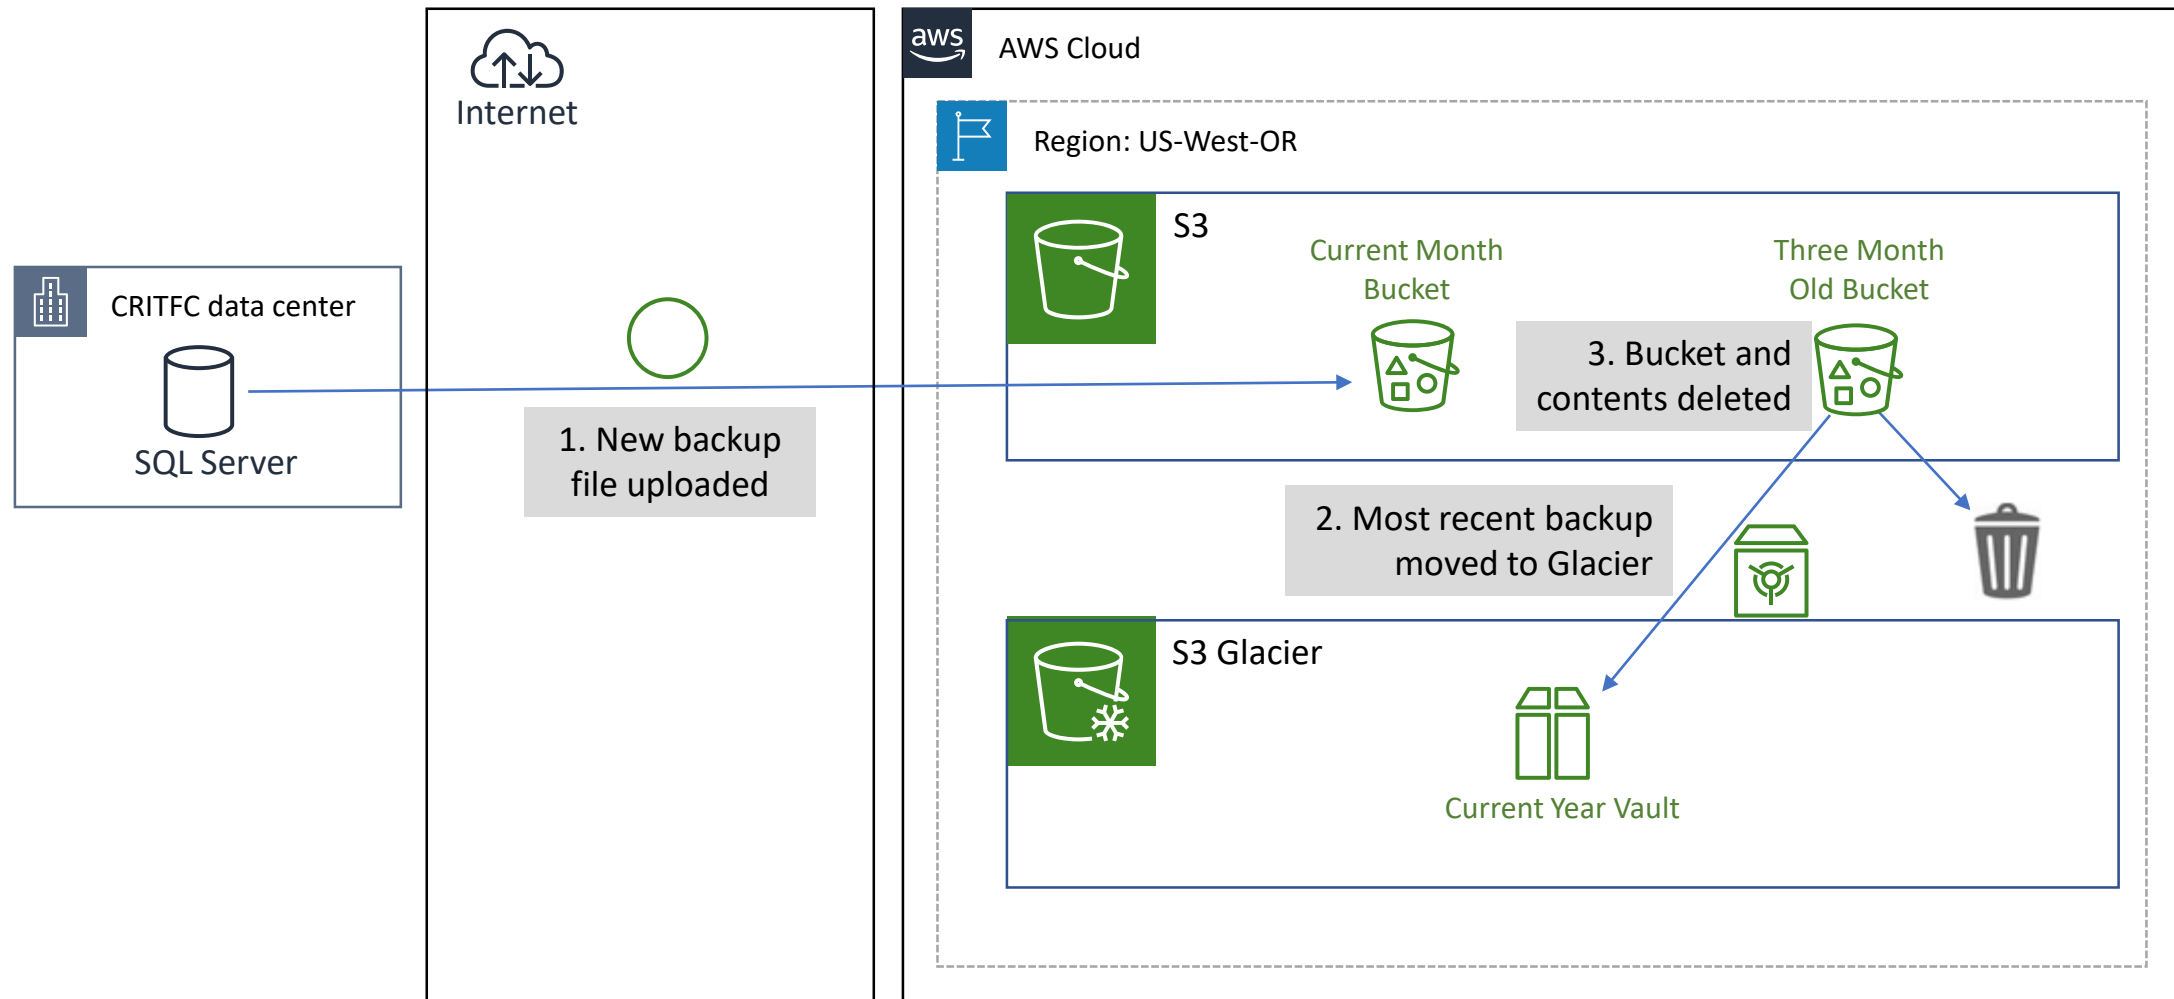 Internet
aws
AWS Cloud
Region: US-West-OR
S3
Current Month
Bucket
Three Month
Old Bucket
CRITFC data center
SQL Server
1. New backup
file uploaded
3. Bucket and
contents deleted
2. Most recent backup
moved to Glacier
S3 Glacier
Current Year Vault